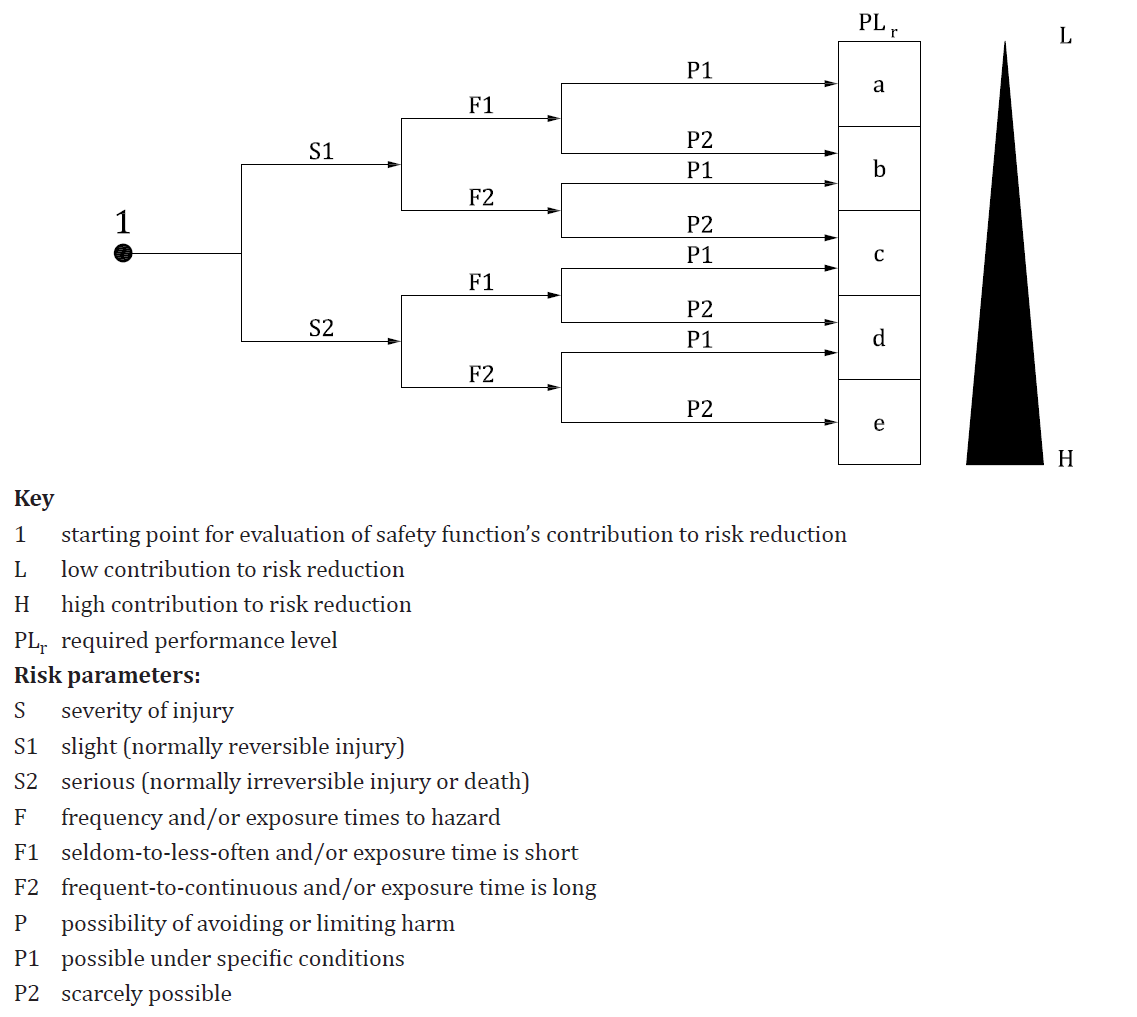 PLr
L
P1
a
F1
P2
S1
P1
b
F2
P2
1
c
P1
F1
P2
S2
P1
d
F2
P2
e
H
Key
1 starting point for evaluation of safety function’s contribution to risk reduction
L low contribution to risk reduction
H high contribution to risk reduction
PLr required performance level
Risk parameters:
S severity of injury
S1 slight (normally reversible injury)
S2 serious (normally irreversible injury or death)
F frequency and/or exposure times to hazard
F1 seldom-to-less-often and/or exposure time is short
F2 frequent-to-continuous and/or exposure time is long
P possibility of avoiding or limiting harm
P1 possible under specific conditions
P2 scarcely possible